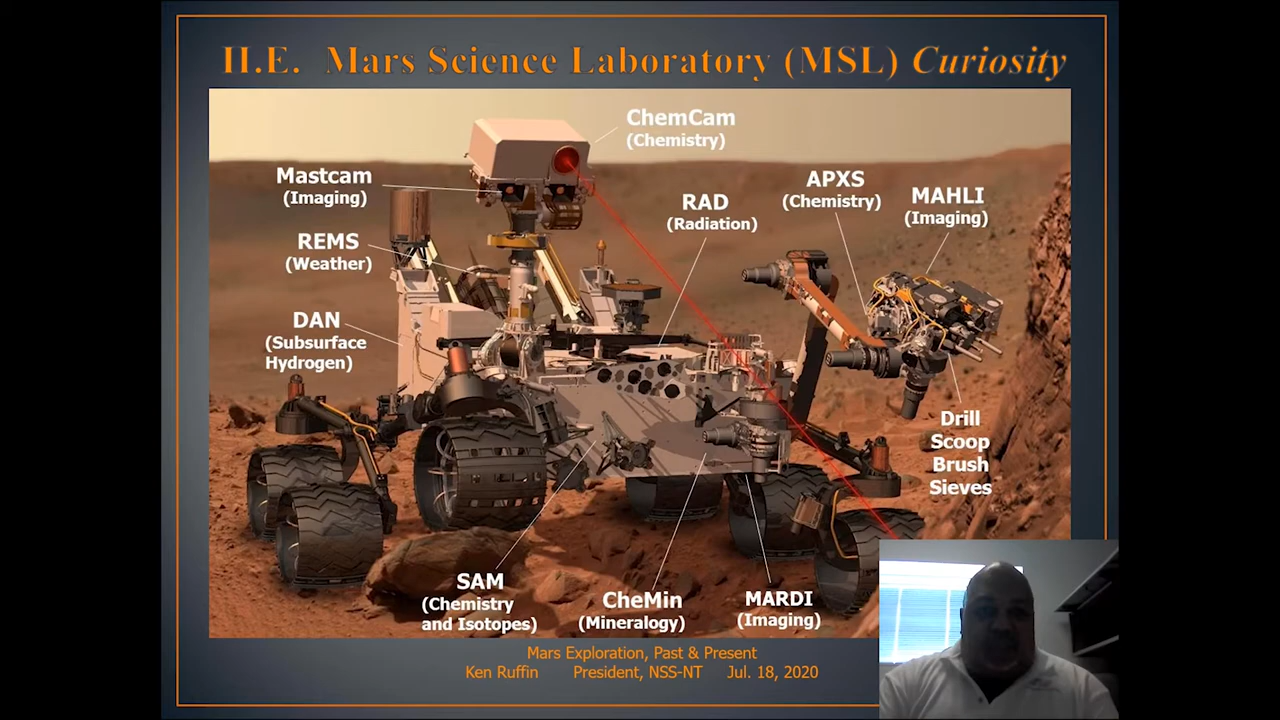 II.E. Mars Science Laboratory (MSL) Curiosity
ChemCam
(Chemistry)
Mastcam
(Imaging)
APXS
(Chemistry)
MAHLI
(Imaging)
RAD
(Radiation)
REMS
(Weather)
DAN
(Subsurface
Hydrogen)
Drill
Scoop
Brush
Sieves
SAM
(Chemistry
and Isotopes)
CheMin
(Mineralogy)
MARDI
(Imaging)
Mars Exploration, Past & Present
Ken Ruffin President, NSS-NT Jul. 18, 2020